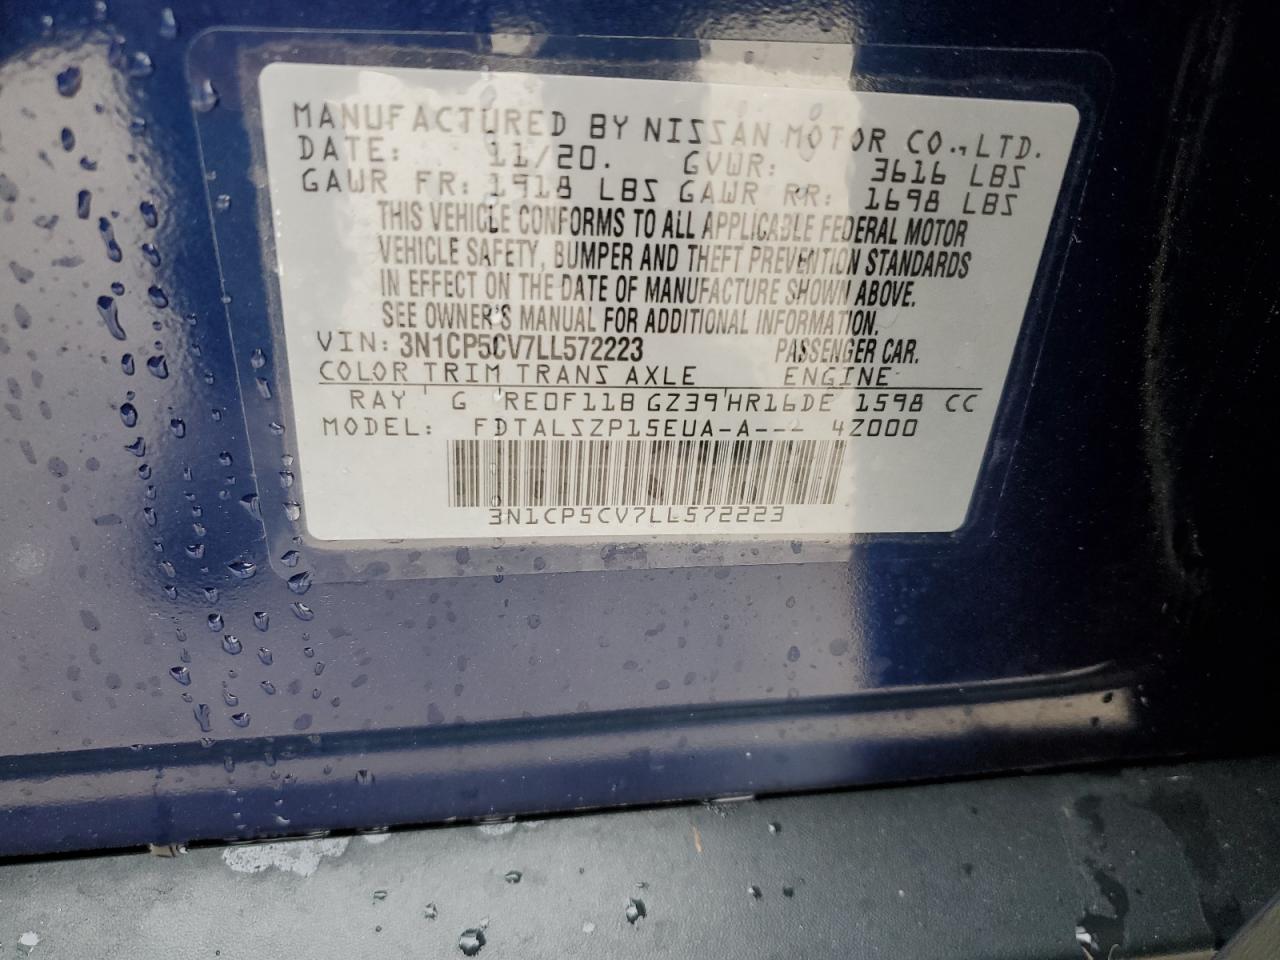 MANUFACTURED BY NISSAN MOTOR CO., LTD.
DATE: 11/20. GVWR: 3616 LBS
GAWR FR: 1918 LBS GAWR RR: 1698 LBS
THIS VEHICLE CONFORMS TO ALL APPLICABLE FEDERAL MOTOR
VEHICLE SAFETY, BUMPER AND THEFT PREVENTION STANDARDS
IN EFFECT ON THE DATE OF MANUFACTURE SHOWN ABOVE.
SEE OWNER'S MANUAL FOR ADDITIONAL INFORMATION.
VIN: 3N1CP5CV7LL572223 PASSENGER CAR.
COLOR TRIM TRANS AXLE ENGINE
RAY G RE0F11B GZ39 HR16DE 1598 CC
MODEL: FDTALSZP15EUA-A--- 4Z000
3N1CP5CV7LL572223